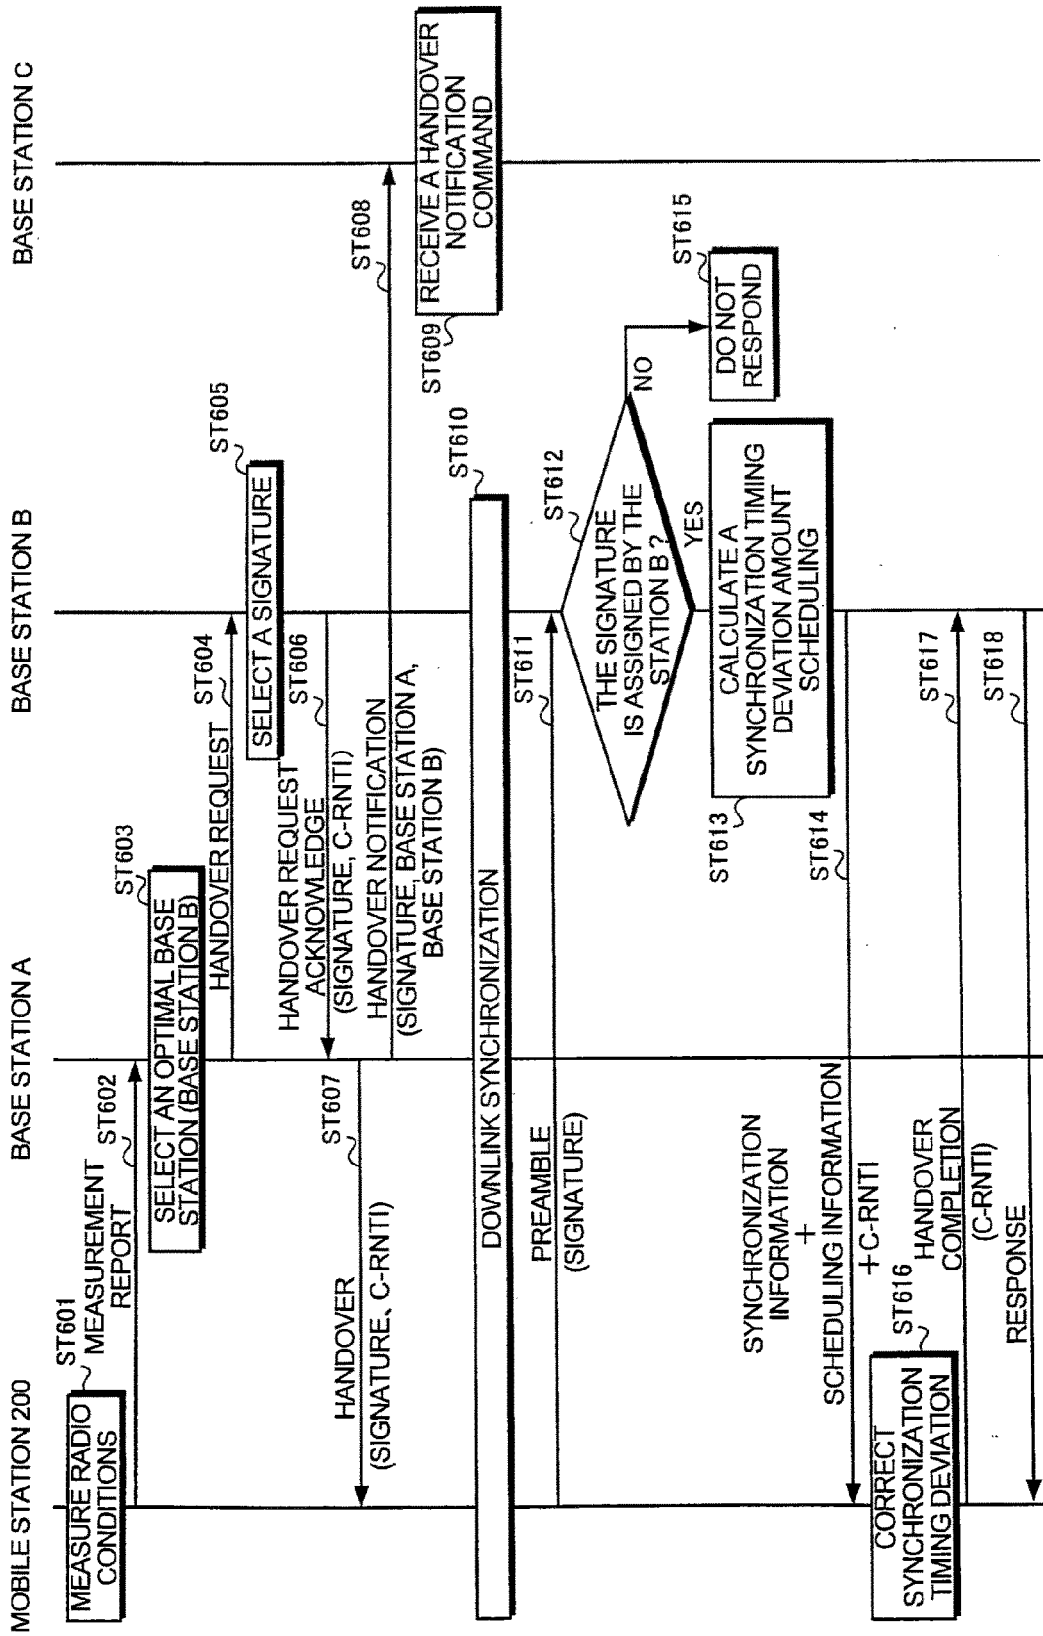 MOBILE STATION 200
BASE STATION A
BASE STATION B
BASE STATION C
ST601
MEASURE RADIO
CONDITIONS
MEASUREMENT
REPORT
ST602
ST603
SELECT AN OPTIMAL BASE
STATION (BASE STATION B)
HANDOVER REQUEST
ST604
ST605
SELECT A SIGNATURE
HANDOVER REQUEST
ACKNOWLEDGE
(SIGNATURE, C-RNTI)
ST606
HANDOVER
(SIGNATURE, C-RNTI)
ST607
HANDOVER NOTIFICATION
(SIGNATURE, BASE STATION A,
BASE STATION B)
ST608
ST609
RECEIVE A HANDOVER
NOTIFICATION
COMMAND
ST610
DOWNLINK SYNCHRONIZATION
PREAMBLE
(SIGNATURE)
ST611
ST612
THE SIGNATURE
IS ASSIGNED BY THE
STATION B ?
NO
YES
ST615
DO NOT
RESPOND
ST613
CALCULATE A
SYNCHRONIZATION TIMING
DEVIATION AMOUNT
SCHEDULING
ST614
SYNCHRONIZATION
INFORMATION
+
SCHEDULING INFORMATION
+C-RNTI
ST616
CORRECT
SYNCHRONIZATION
TIMING DEVIATION
HANDOVER
COMPLETION
(C-RNTI)
ST617
RESPONSE
ST618